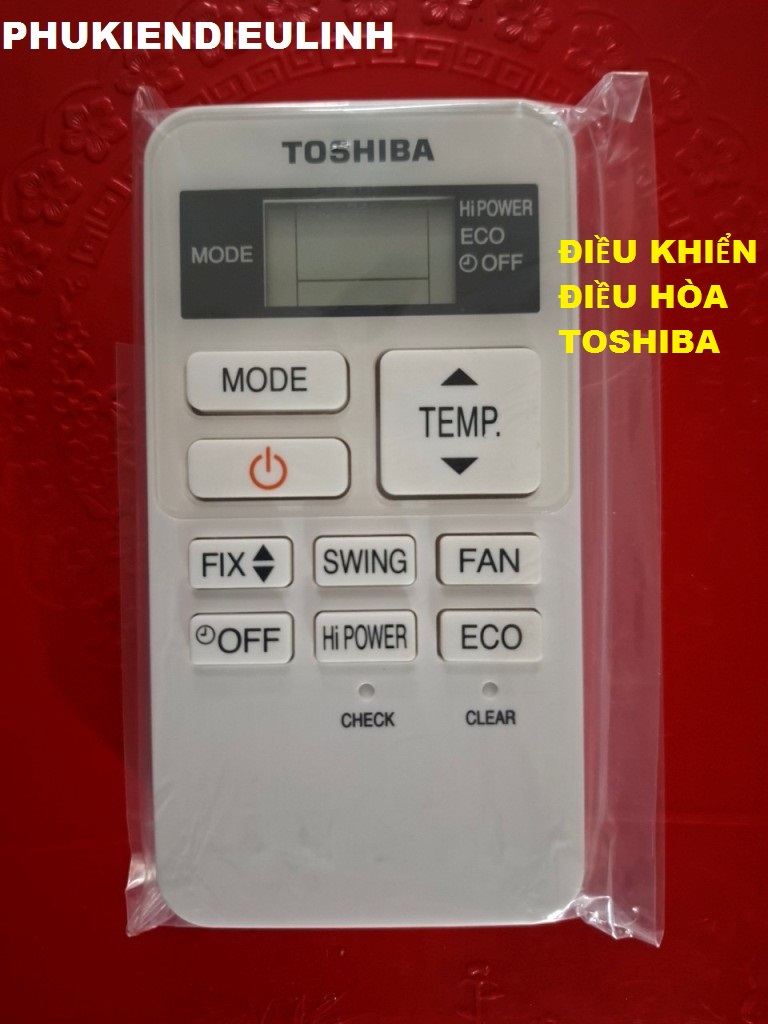 PHUKIENDIEULINH
TOSHIBA
MODE
Hi POWER
ECO
OFF
ĐIỀU KHIỂN
ĐIỀU HÒA
TOSHIBA
MODE
TEMP.
FIX
SWING
FAN
OFF
Hi POWER
ECO
CHECK
CLEAR